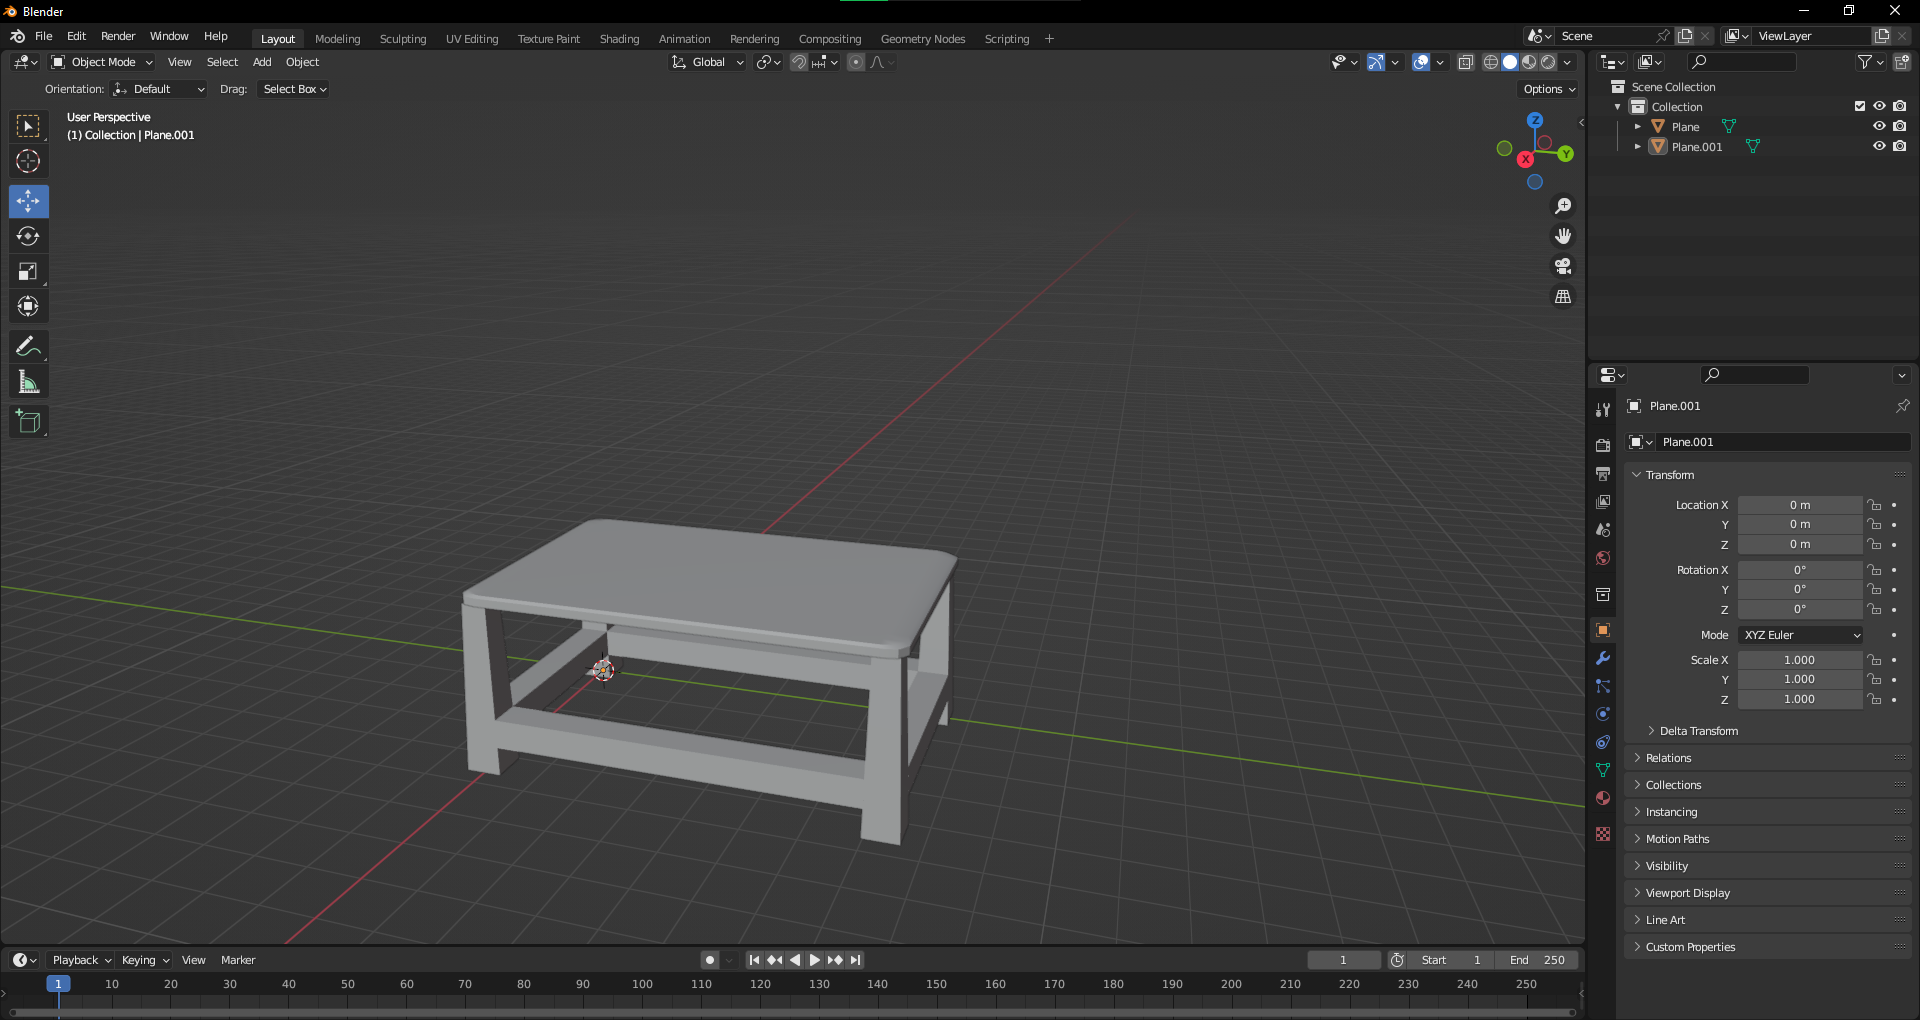 Blender
File Edit Render Window Help Layout Modeling Sculpting UV Editing Texture Paint Shading Animation Rendering Compositing Geometry Nodes Scripting + Scene ViewLayer
Object Mode View Select Add Object Global
Orientation: Default Drag: Select Box Options
User Perspective
(1) Collection | Plane.001
Z
Y
X
Scene Collection
Collection
Plane
Plane.001
Plane.001
Plane.001
Transform
Location X 0 m
Y 0 m
Z 0 m
Rotation X 0°
Y 0°
Z 0°
Mode XYZ Euler
Scale X 1.000
Y 1.000
Z 1.000
Delta Transform
Relations
Collections
Instancing
Motion Paths
Visibility
Viewport Display
Line Art
Custom Properties
Playback Keying View Marker 1 Start 1 End 250
1 10 20 30 40 50 60 70 80 90 100 110 120 130 140 150 160 170 180 190 200 210 220 230 240 250